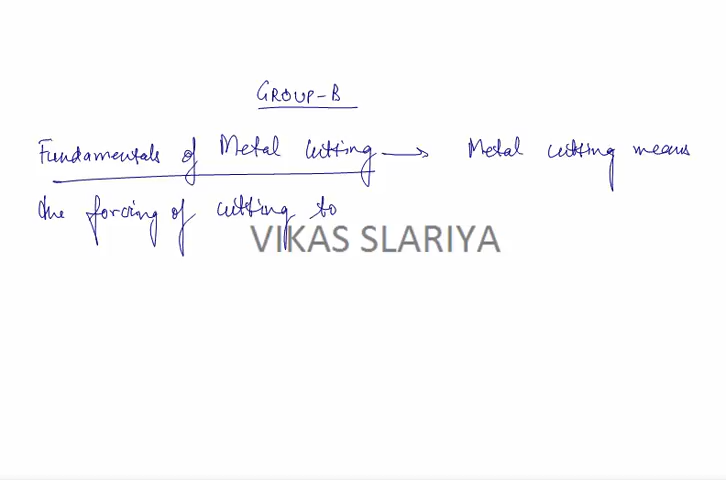 GROUP-B
Fundamentals of Metal Cutting → Metal cutting means
the forcing of cutting to
VIKAS SLARIYA